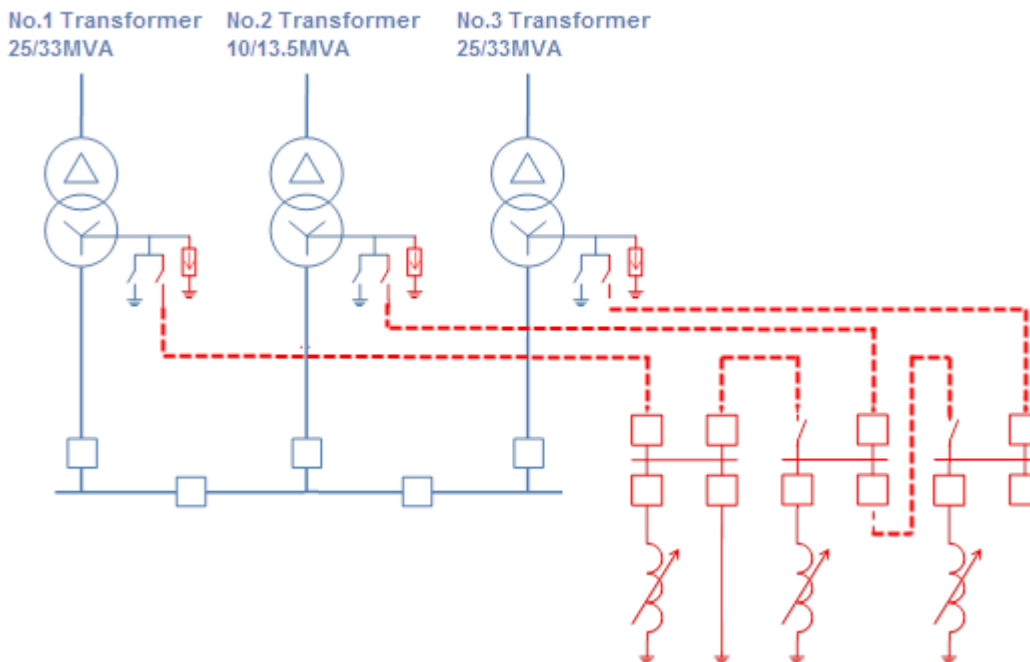 No.1 Transformer
25/33MVA
No.2 Transformer
10/13.5MVA
No.3 Transformer
25/33MVA